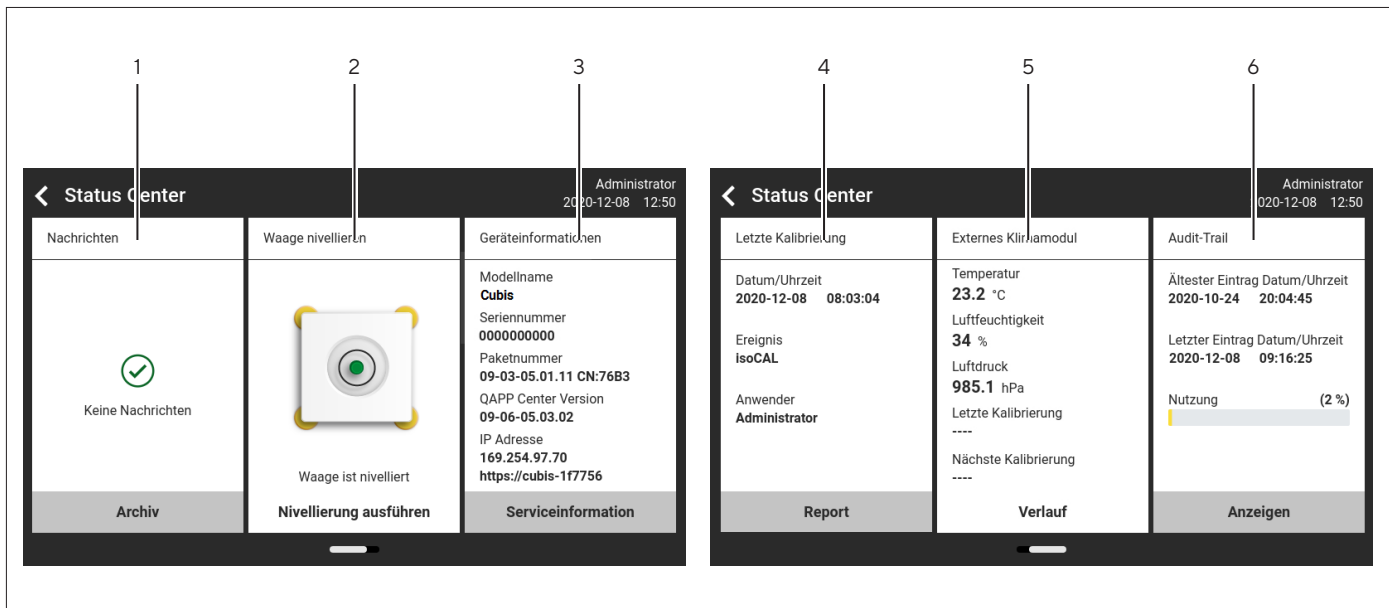 1
2
3
4
5
6
Status Center
Administrator
2020-12-08 12:50
Nachrichten
Keine Nachrichten
Archiv
Waage nivellieren
Waage ist nivelliert
Nivellierung ausführen
Geräteinformationen
Modellname
Cubis
Seriennummer
0000000000
Paketnummer
09-03-05.01.11 CN:76B3
QAPP Center Version
09-06-05.03.02
IP Adresse
169.254.97.70
https://cubis-1f7756
Serviceinformation
Status Center
Administrator
2020-12-08 12:50
Letzte Kalibrierung
Datum/Uhrzeit
2020-12-08 08:03:04
Ereignis
isoCAL
Anwender
Administrator
Report
Externes Klimamodul
Temperatur
23.2 °C
Luftfeuchtigkeit
34 %
Luftdruck
985.1 hPa
Letzte Kalibrierung
----
Nächste Kalibrierung
----
Verlauf
Audit-Trail
Ältester Eintrag Datum/Uhrzeit
2020-10-24 20:04:45
Letzter Eintrag Datum/Uhrzeit
2020-12-08 09:16:25
Nutzung (2 %)
Anzeigen